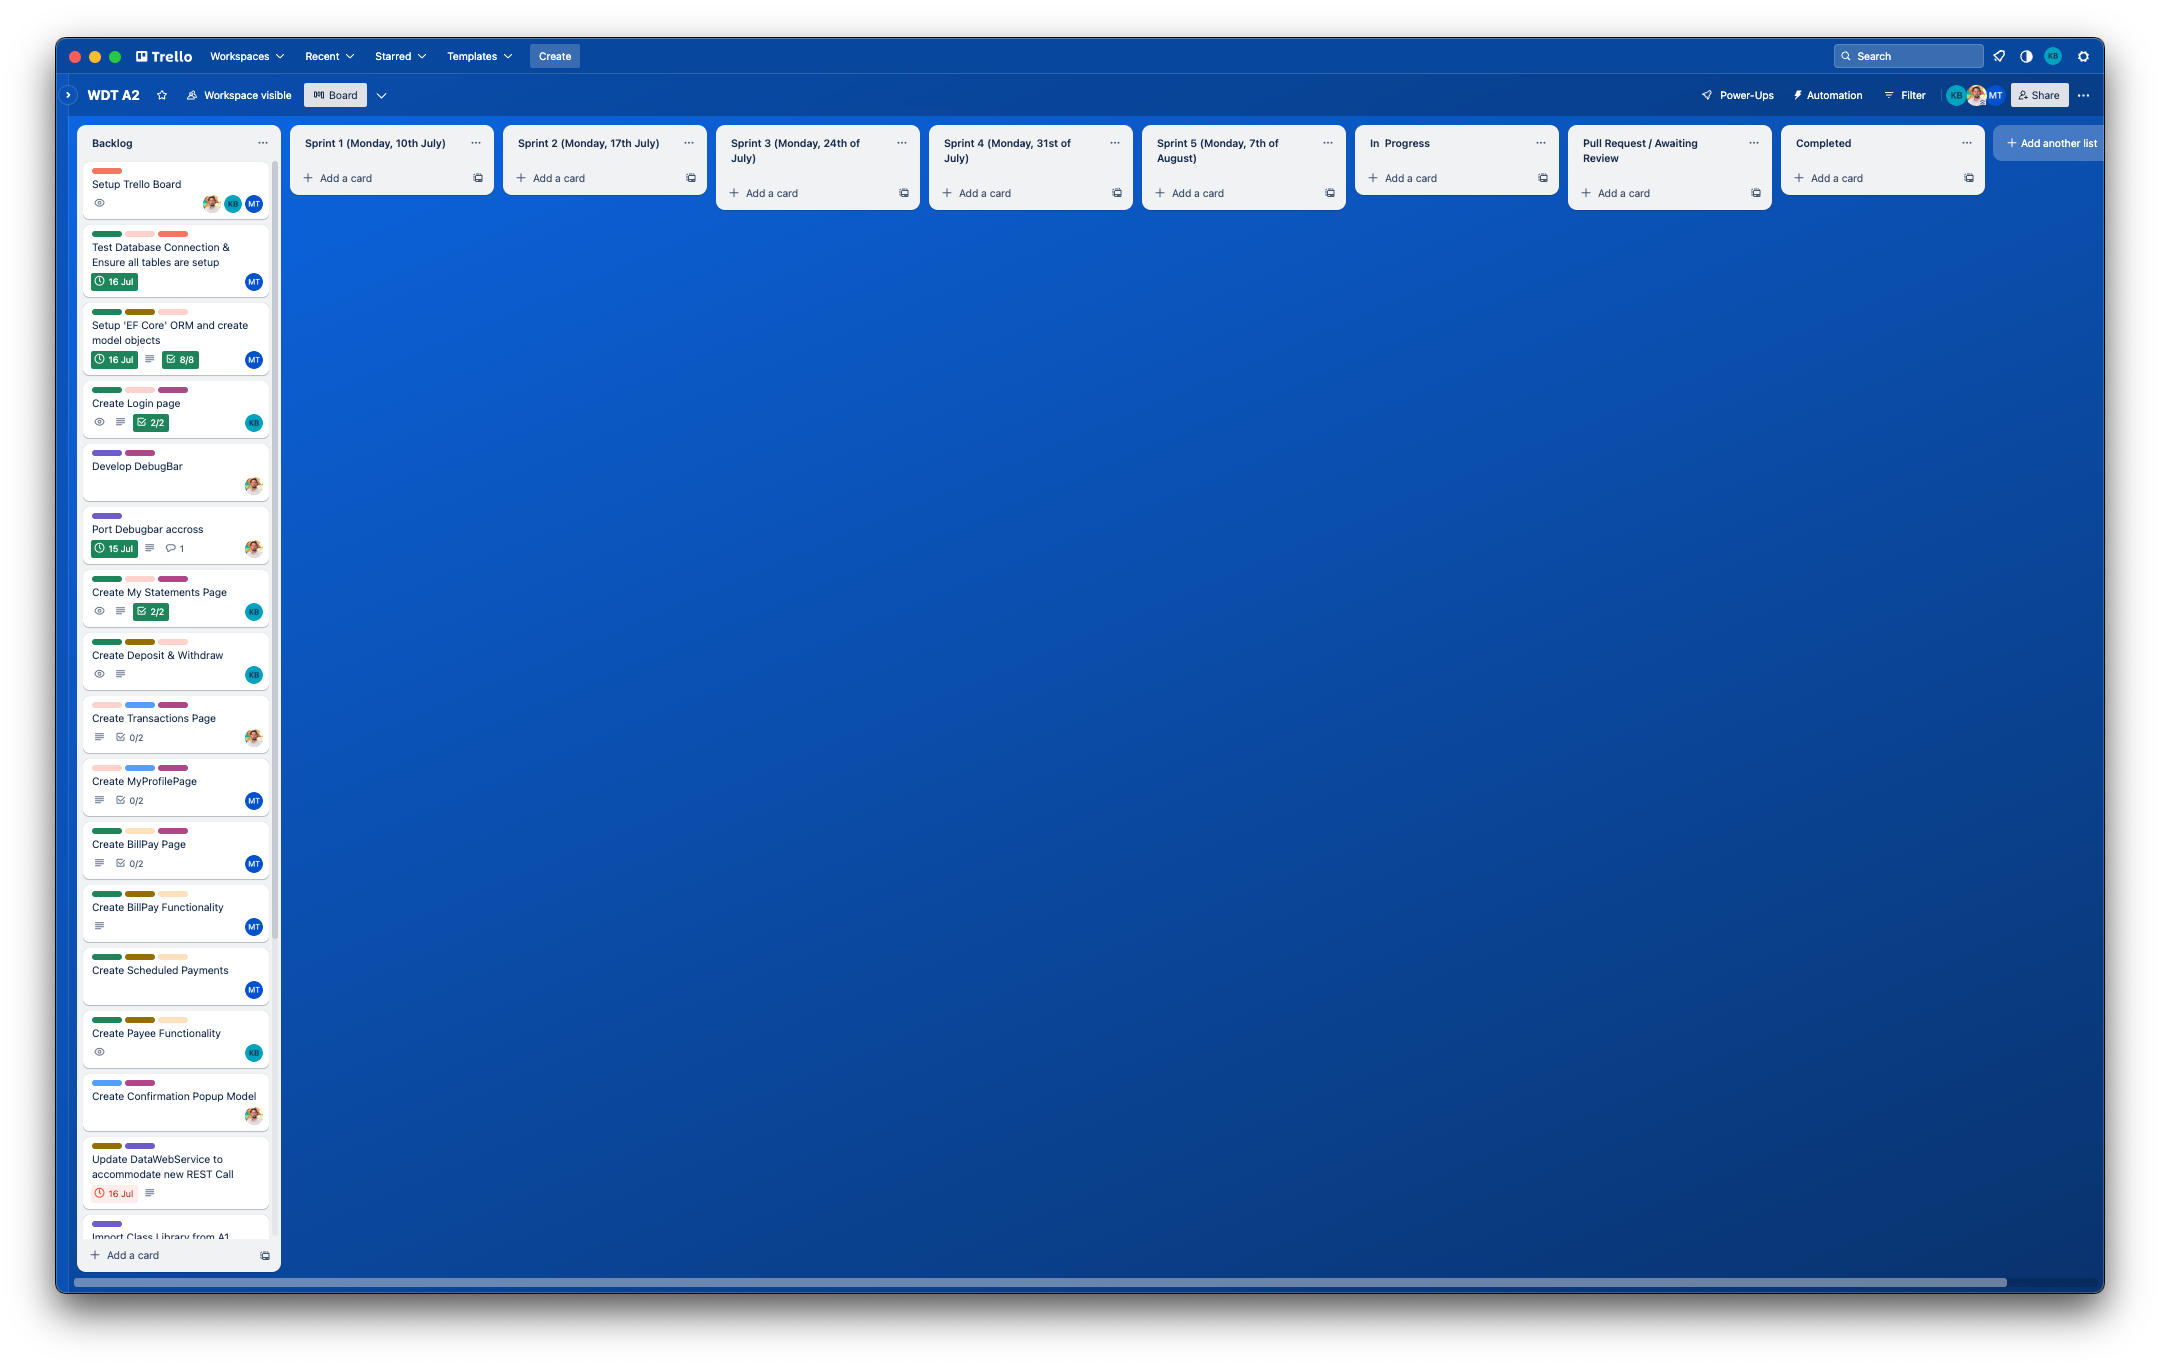 Trello
Workspaces
Recent
Starred
Templates
Create
Search
KB
WDT A2
Workspace visible
Board
Power-Ups
Automation
Filter
KB
MT
Share
Backlog
Setup Trello Board
KB
MT
Test Database Connection &
Ensure all tables are setup
16 Jul
MT
Setup 'EF Core' ORM and create
model objects
16 Jul
8/8
MT
Create Login page
2/2
KB
Develop DebugBar
Port Debugbar accross
15 Jul
1
Create My Statements Page
2/2
KB
Create Deposit & Withdraw
KB
Create Transactions Page
0/2
Create MyProfilePage
0/2
MT
Create BillPay Page
0/2
MT
Create BillPay Functionality
MT
Create Scheduled Payments
MT
Create Payee Functionality
KB
Create Confirmation Popup Model
Update DataWebService to
accommodate new REST Call
16 Jul
Import Class Library from A1
+ Add a card
Sprint 1 (Monday, 10th July)
+ Add a card
Sprint 2 (Monday, 17th July)
+ Add a card
Sprint 3 (Monday, 24th of
July)
+ Add a card
Sprint 4 (Monday, 31st of
July)
+ Add a card
Sprint 5 (Monday, 7th of
August)
+ Add a card
In Progress
+ Add a card
Pull Request / Awaiting
Review
+ Add a card
Completed
+ Add a card
+ Add another list